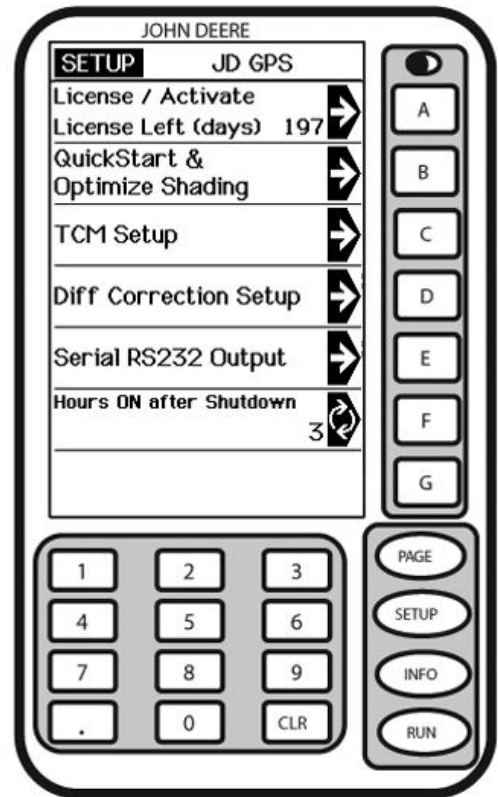 JOHN DEERE
SETUP JD GPS
License / Activate
License Left (days) 197
QuickStart &
Optimize Shading
TCM Setup
Diff Correction Setup
Serial RS232 Output
Hours ON after Shutdown
3
A
B
C
D
E
F
G
PAGE
SETUP
INFO
RUN
1 2 3
4 5 6
7 8 9
. 0 CLR